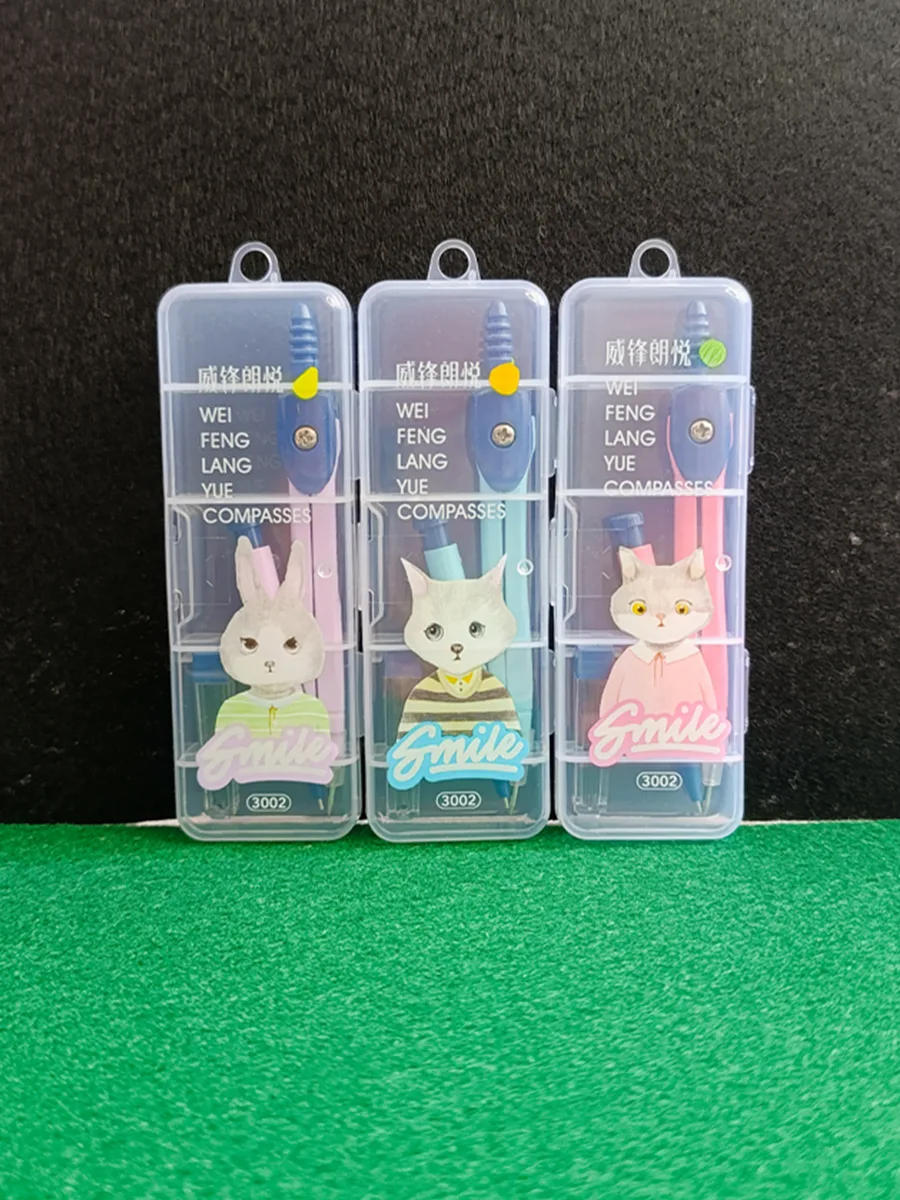 威锋朗悦
WEI
FENG
LANG
YUE
COMPASSES
Smile
3002
威锋朗悦
WEI
FENG
LANG
YUE
COMPASSES
Smile
3002
威锋朗悦
WEI
FENG
LANG
YUE
COMPASSES
Smile
3002